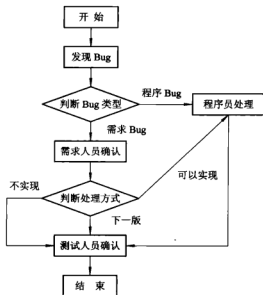 开 始
发现 Bug
判断 Bug 类型
程序 Bug
程序员处理
需求 Bug
需求人员确认
不实现
判断处理方式
可以实现
下一版
测试人员确认
结 束